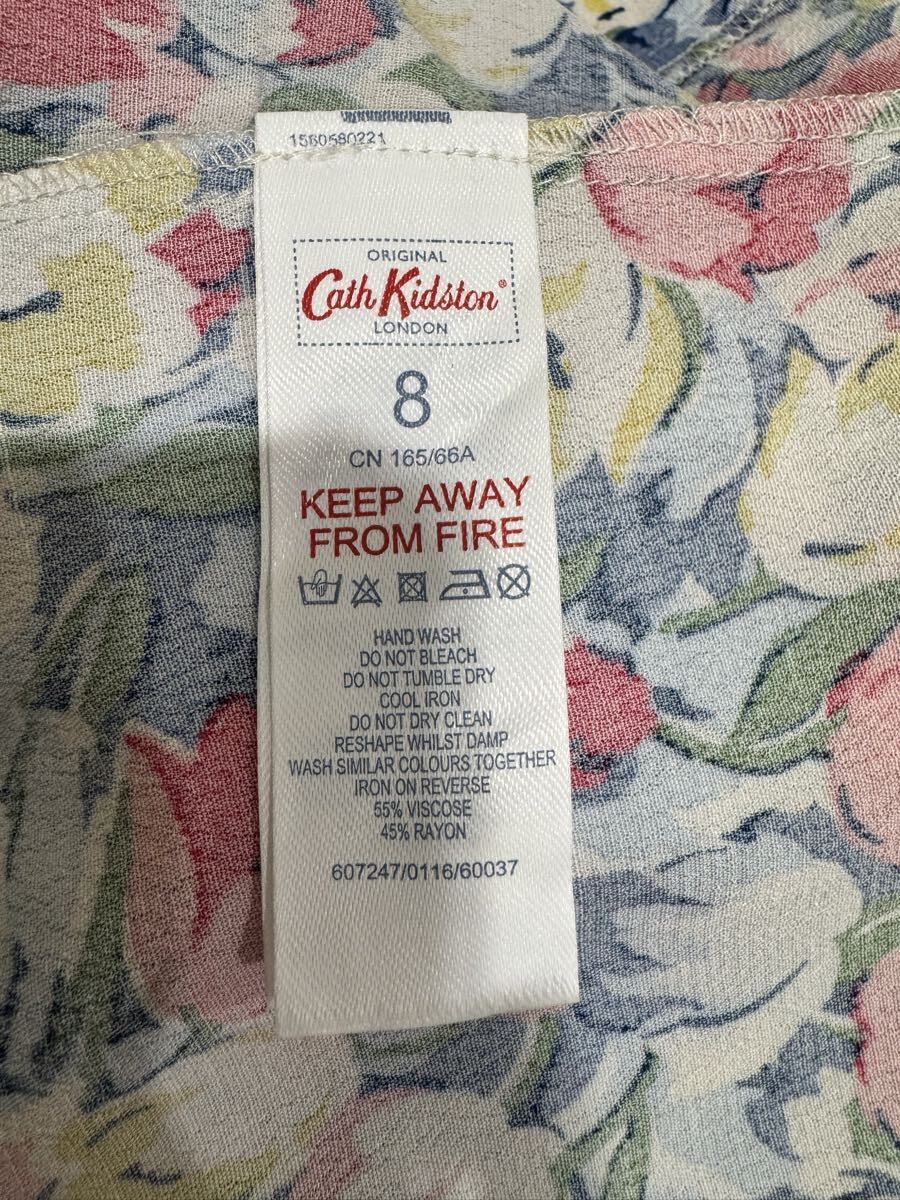 1560580221
ORIGINAL
Cath Kidston®
LONDON
8
CN 165/66A
KEEP AWAY
FROM FIRE
HAND WASH
DO NOT BLEACH
DO NOT TUMBLE DRY
COOL IRON
DO NOT DRY CLEAN
RESHAPE WHILST DAMP
WASH SIMILAR COLOURS TOGETHER
IRON ON REVERSE
55% VISCOSE
45% RAYON
607247/0116/60037